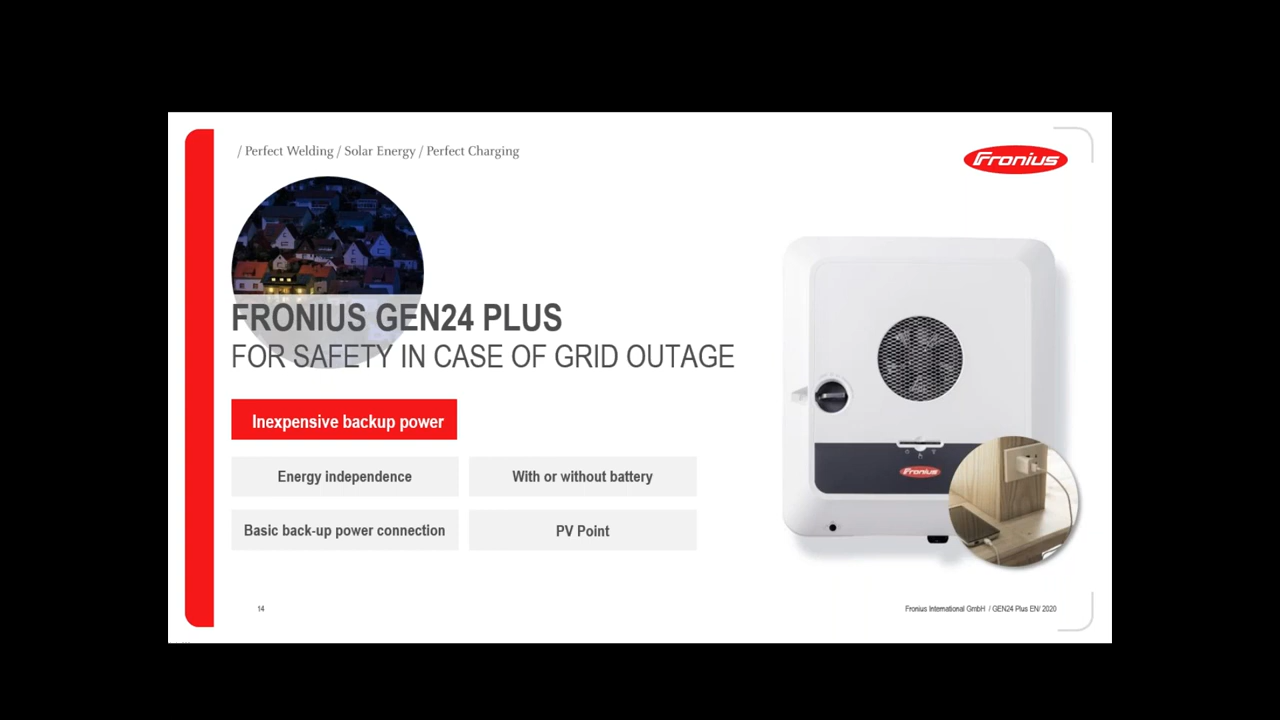 / Perfect Welding / Solar Energy / Perfect Charging
Fronius
FRONIUS GEN24 PLUS
FOR SAFETY IN CASE OF GRID OUTAGE
Inexpensive backup power
Energy independence
With or without battery
Basic back-up power connection
PV Point
Fronius
14
Fronius International GmbH / GEN24 Plus EN/ 2020